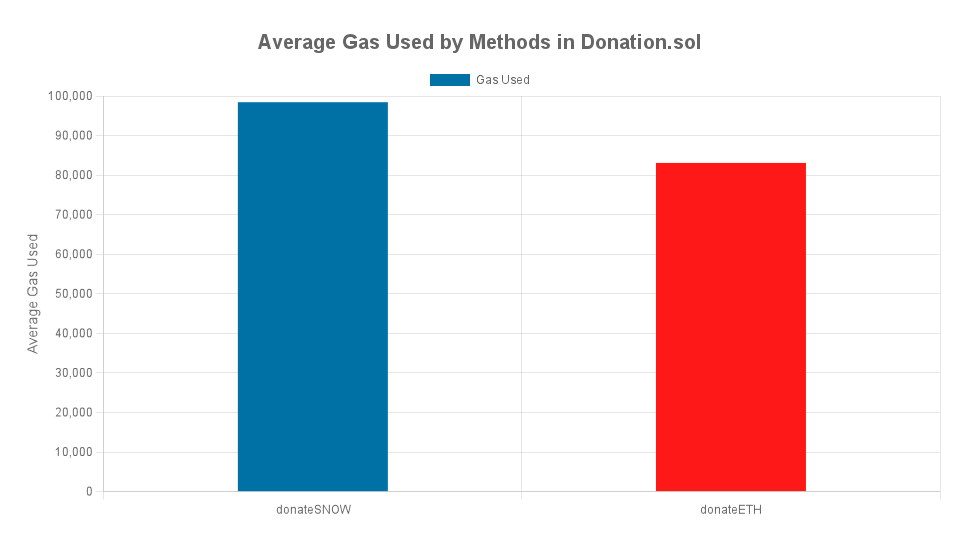 Average Gas Used by Methods in Donation.sol
Gas Used
100,000
90,000
80,000
70,000
60,000
50,000
40,000
30,000
20,000
10,000
0
Average Gas Used
donateSNOW
donateETH